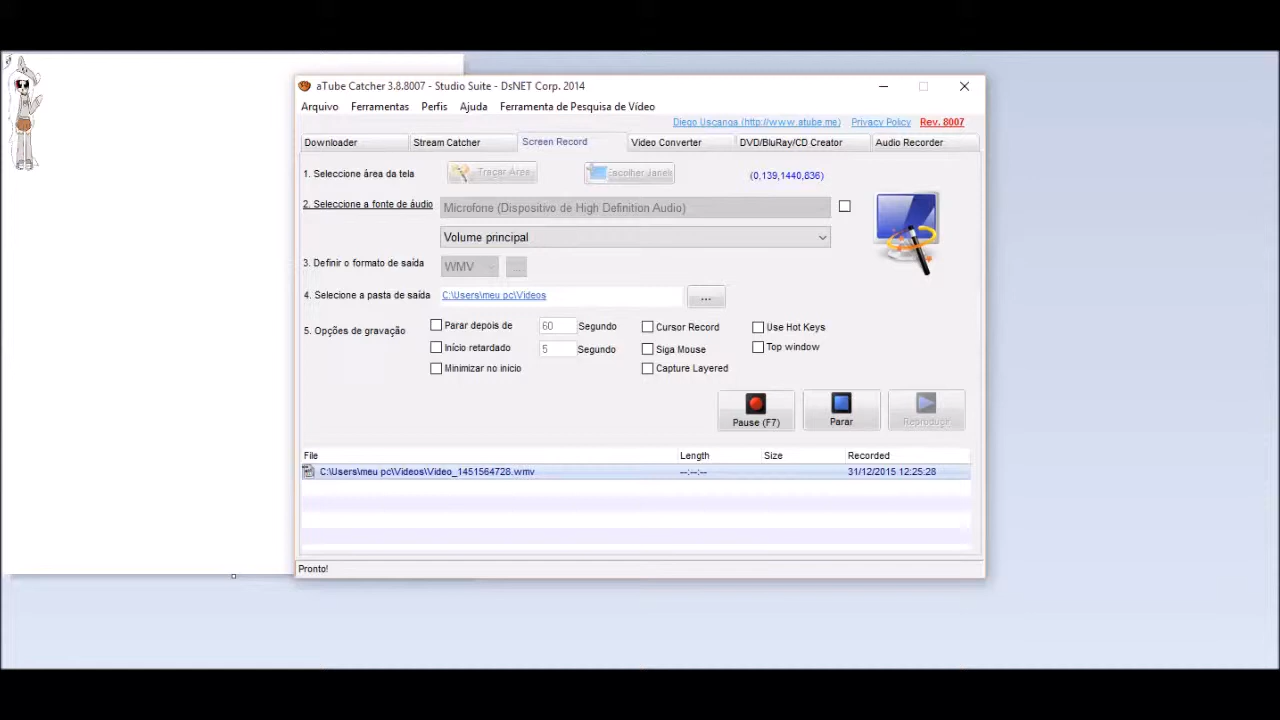 aTube Catcher 3.8.8007 - Studio Suite - DsNET Corp. 2014
Arquivo Ferramentas Perfis Ajuda Ferramenta de Pesquisa de Vídeo
Diego Uscanga (http://www.atube.me) Privacy Policy Rev. 8007
Downloader Stream Catcher Screen Record Video Converter DVD/BluRay/CD Creator Audio Recorder
1. Seleccione área da tela Traçar Área Escolher Janela (0,139,1440,836)
2. Seleccione a fonte de áudio Microfone (Dispositivo de High Definition Audio)
Volume principal
3. Definir o formato de saída WMV ...
4. Selecione a pasta de saída C:\Users\meu pc\Videos ...
5. Opções de gravação Parar depois de 60 Segundo Cursor Record Use Hot Keys
Início retardado 5 Segundo Siga Mouse Top window
Minimizar no inicio Capture Layered
Pause (F7) Parar Reproduzir
File Length Size Recorded
C:\Users\meu pc\Videos\Video_1451564728.wmv --:--:-- 31/12/2015 12:25:28
Pronto!